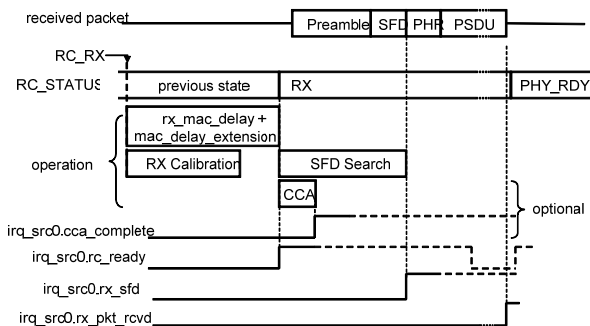 received packet
Preamble SFD PHR PSDU
RC_RX
RC_STATUS previous state RX PHY_RDY
rx_mac_delay +
mac_delay_extension
operation RX Calibration SFD Search
CCA
optional
irq_src0.cca_complete
irq_src0.rc_ready
irq_src0.rx_sfd
irq_src0.rx_pkt_rcvd